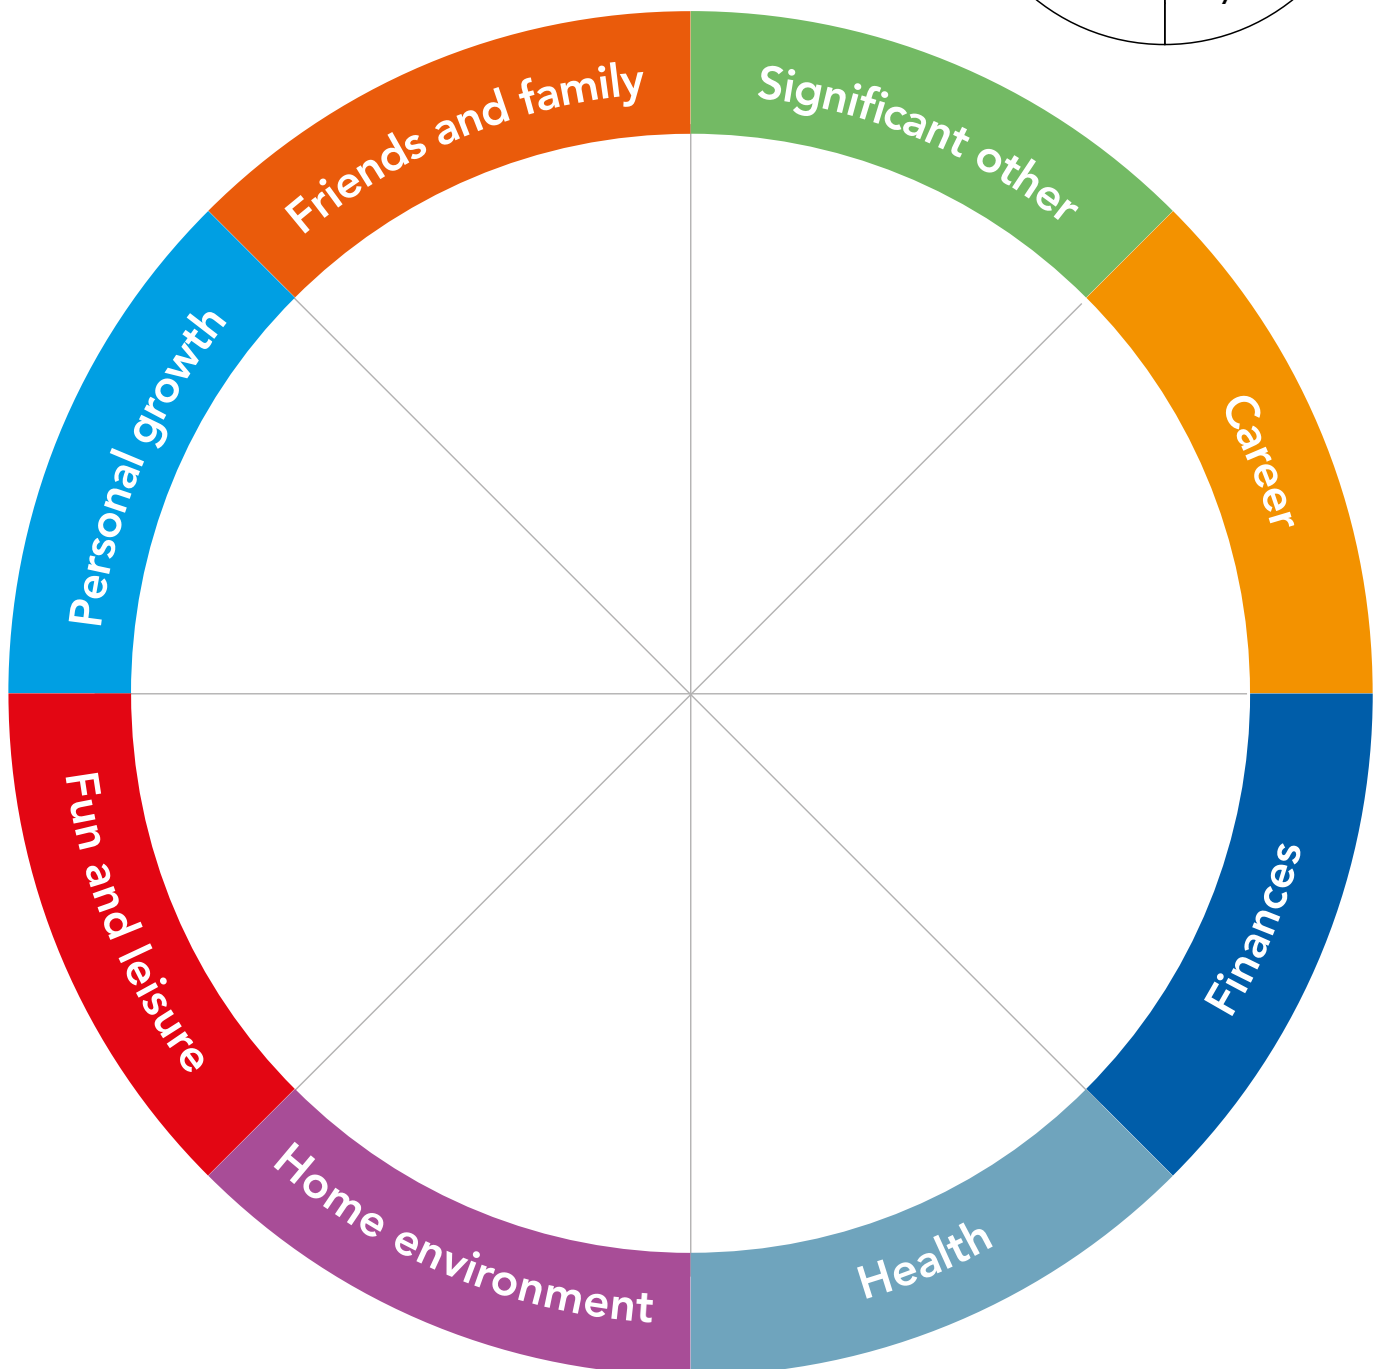 Significant other
Career
Finances
Health
Home environment
Fun and leisure
Personal growth
Friends and family